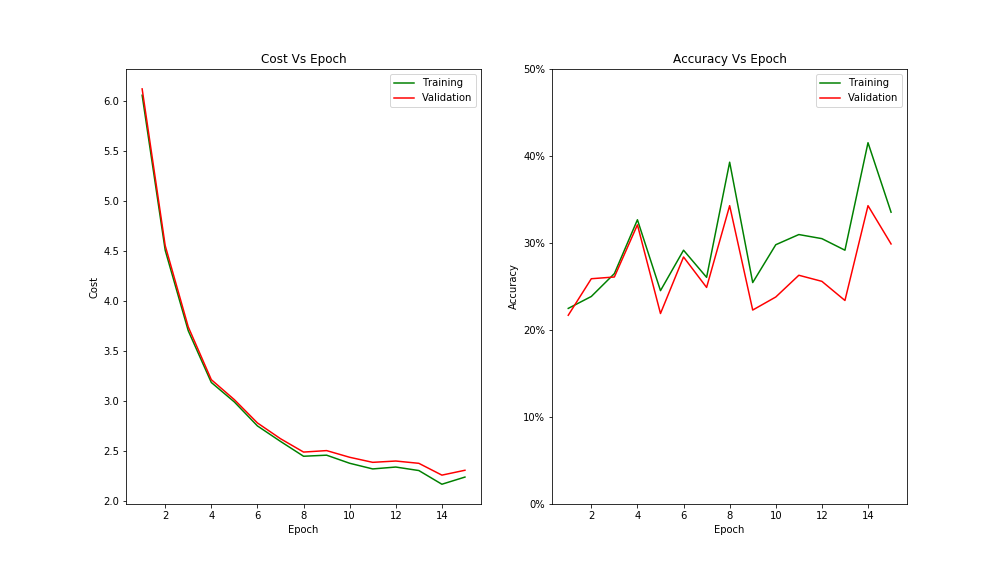 Cost Vs Epoch
Training
Validation
6.0
5.5
5.0
4.5
4.0
3.5
3.0
2.5
2.0
Cost
2 4 6 8 10 12 14
Epoch
Accuracy Vs Epoch
Training
Validation
50%
40%
30%
20%
10%
0%
Accuracy
2 4 6 8 10 12 14
Epoch